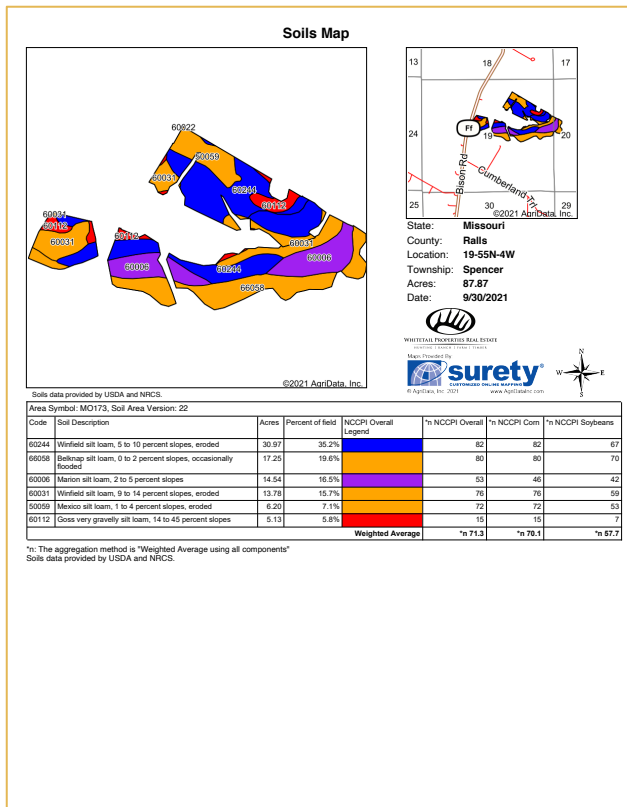 Soils Map
60022
50059
60031
60244
60112
60031
60112
60031
60112
60006
60031
60006
60244
66058
©2021 AgriData, Inc.
13
18
17
24
Ff
19
20
Bison Rd
Cumberland Trl
25
30
29
©2021 AgriData, Inc.
State: Missouri
County: Ralls
Location: 19-55N-4W
Township: Spencer
Acres: 87.87
Date: 9/30/2021
WHITETAIL PROPERTIES REAL ESTATE
HUNTING | RANCH | FARM | TIMBER
Maps Provided By
surety®
CUSTOMIZED ONLINE MAPPING
© AgriData, Inc. 2021 www.AgriDataInc.com
N
W E
S
Soils data provided by USDA and NRCS.
Area Symbol: MO173, Soil Area Version: 22
Code Soil Description Acres Percent of field NCCPI Overall Legend *n NCCPI Overall *n NCCPI Corn *n NCCPI Soybeans
60244 Winfield silt loam, 5 to 10 percent slopes, eroded 30.97 35.2% 82 82 67
66058 Belknap silt loam, 0 to 2 percent slopes, occasionally flooded 17.25 19.6% 80 80 70
60006 Marion silt loam, 2 to 5 percent slopes 14.54 16.5% 53 46 42
60031 Winfield silt loam, 9 to 14 percent slopes, eroded 13.78 15.7% 76 76 59
50059 Mexico silt loam, 1 to 4 percent slopes, eroded 6.20 7.1% 72 72 53
60112 Goss very gravelly silt loam, 14 to 45 percent slopes 5.13 5.8% 15 15 7
Weighted Average *n 71.3 *n 70.1 *n 57.7
*n: The aggregation method is "Weighted Average using all components"
Soils data provided by USDA and NRCS.